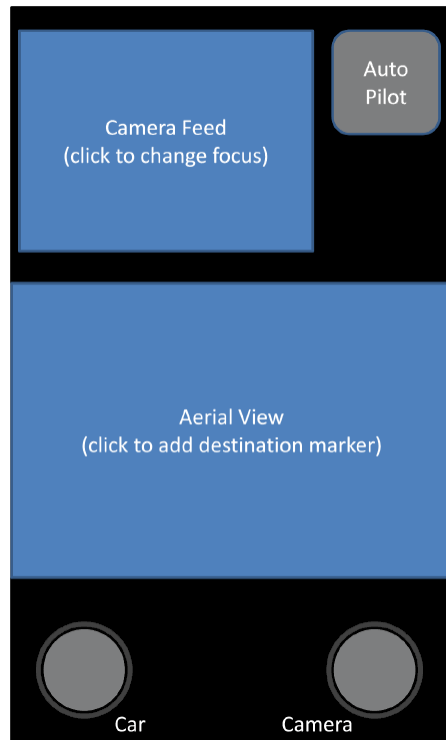 Camera Feed
(click to change focus)
Auto
Pilot
Aerial View
(click to add destination marker)
Car
Camera